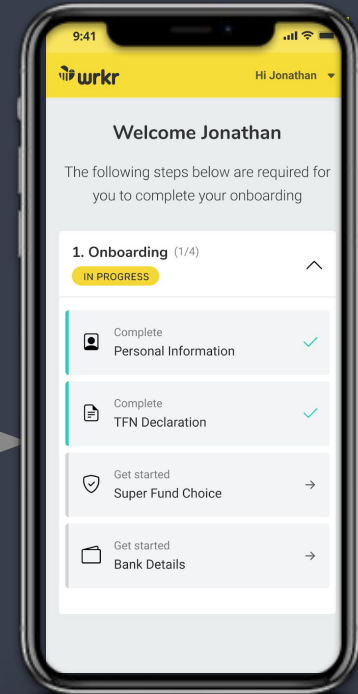 9:41
wrkr
Hi Jonathan
Welcome Jonathan
The following steps below are required for
you to complete your onboarding
1. Onboarding (1/4)
IN PROGRESS
Complete
Personal Information
Complete
TFN Declaration
Get started
Super Fund Choice
Get started
Bank Details